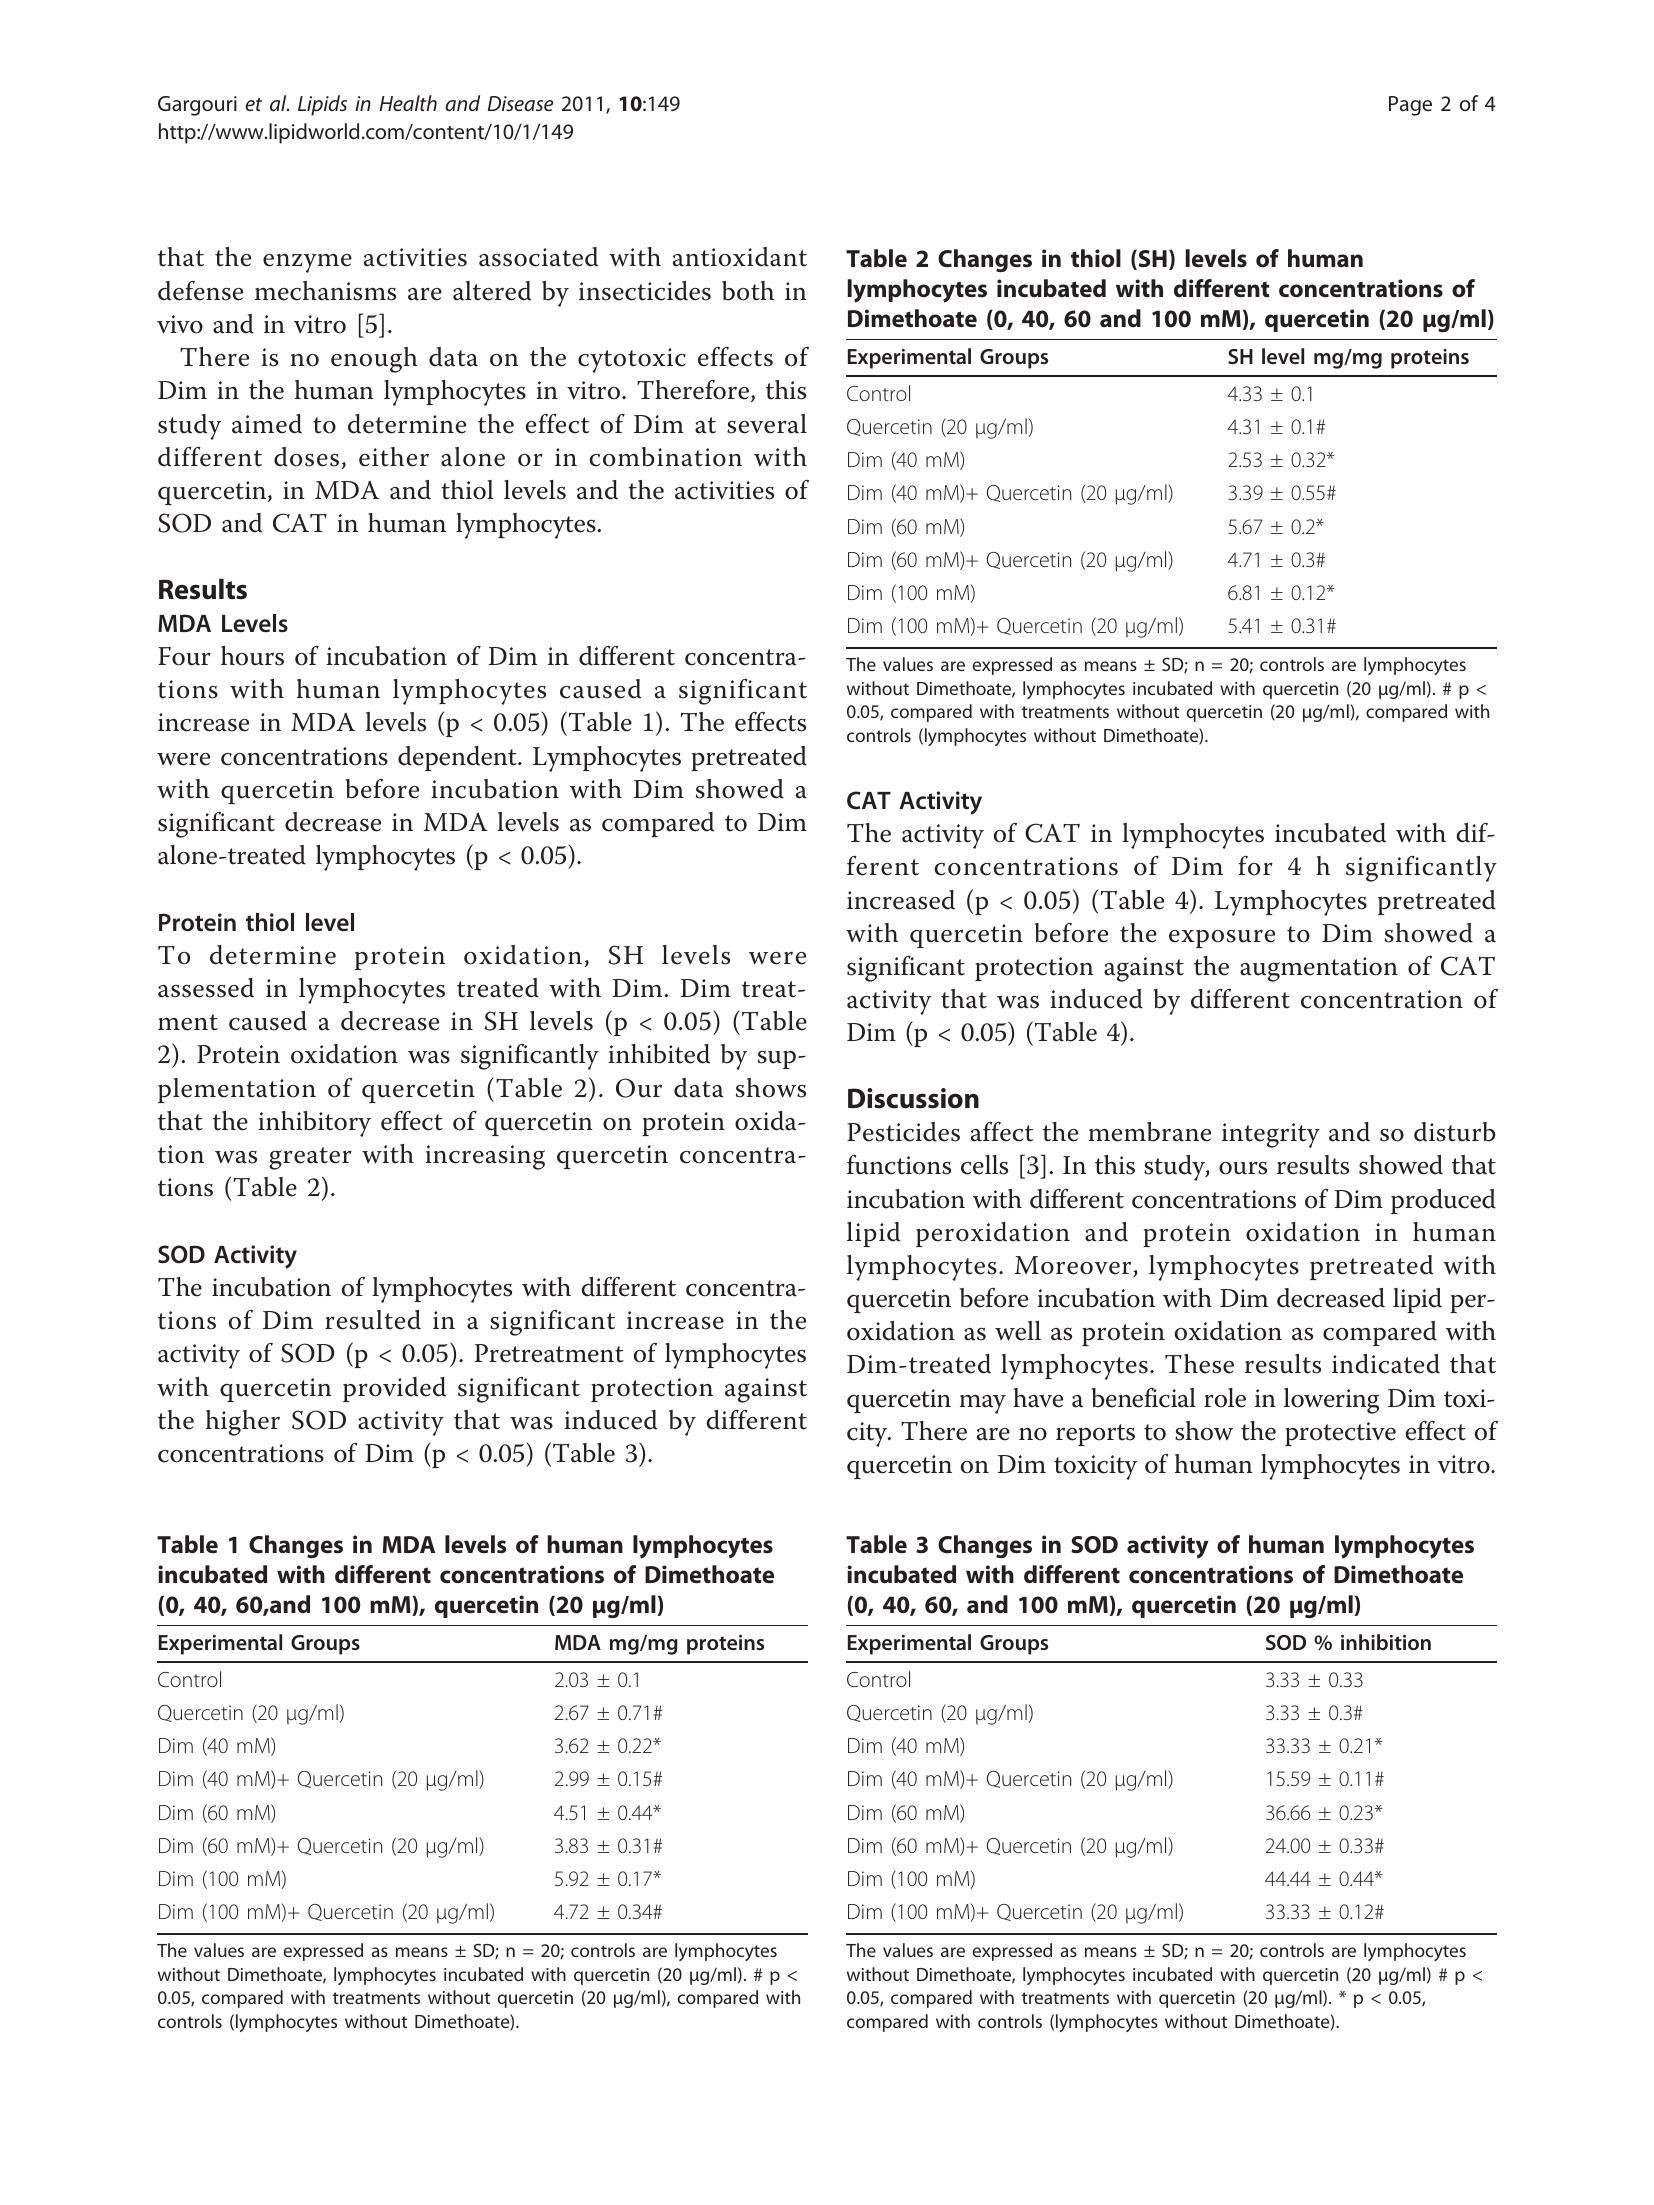 Gargouri et al. Lipids in Health and Disease 2011, 10:149
http://www.lipidworld.com/content/10/1/149
Page 2 of 4
that the enzyme activities associated with antioxidant
defense mechanisms are altered by insecticides both in
vivo and in vitro [5].
There is no enough data on the cytotoxic effects of
Dim in the human lymphocytes in vitro. Therefore, this
study aimed to determine the effect of Dim at several
different doses, either alone or in combination with
quercetin, in MDA and thiol levels and the activities of
SOD and CAT in human lymphocytes.
Results
MDA Levels
Four hours of incubation of Dim in different concentra-
tions with human lymphocytes caused a significant
increase in MDA levels (p < 0.05) (Table 1). The effects
were concentrations dependent. Lymphocytes pretreated
with quercetin before incubation with Dim showed a
significant decrease in MDA levels as compared to Dim
alone-treated lymphocytes (p < 0.05).
Protein thiol level
To determine protein oxidation, SH levels were
assessed in lymphocytes treated with Dim. Dim treat-
ment caused a decrease in SH levels (p < 0.05) (Table
2). Protein oxidation was significantly inhibited by sup-
plementation of quercetin (Table 2). Our data shows
that the inhibitory effect of quercetin on protein oxida-
tion was greater with increasing quercetin concentra-
tions (Table 2).
SOD Activity
The incubation of lymphocytes with different concentra-
tions of Dim resulted in a significant increase in the
activity of SOD (p < 0.05). Pretreatment of lymphocytes
with quercetin provided significant protection against
the higher SOD activity that was induced by different
concentrations of Dim (p < 0.05) (Table 3).
Table 2 Changes in thiol (SH) levels of human
lymphocytes incubated with different concentrations of
Dimethoate (0, 40, 60 and 100 mM), quercetin (20 μg/ml)
Experimental Groups SH level mg/mg proteins
Control 4.33 ± 0.1
Quercetin (20 μg/ml) 4.31 ± 0.1#
Dim (40 mM) 2.53 ± 0.32*
Dim (40 mM)+ Quercetin (20 μg/ml) 3.39 ± 0.55#
Dim (60 mM) 5.67 ± 0.2*
Dim (60 mM)+ Quercetin (20 μg/ml) 4.71 ± 0.3#
Dim (100 mM) 6.81 ± 0.12*
Dim (100 mM)+ Quercetin (20 μg/ml) 5.41 ± 0.31#
The values are expressed as means ± SD; n = 20; controls are lymphocytes
without Dimethoate, lymphocytes incubated with quercetin (20 μg/ml). # p <
0.05, compared with treatments without quercetin (20 μg/ml), compared with
controls (lymphocytes without Dimethoate).
CAT Activity
The activity of CAT in lymphocytes incubated with dif-
ferent concentrations of Dim for 4 h significantly
increased (p < 0.05) (Table 4). Lymphocytes pretreated
with quercetin before the exposure to Dim showed a
significant protection against the augmentation of CAT
activity that was induced by different concentration of
Dim (p < 0.05) (Table 4).
Discussion
Pesticides affect the membrane integrity and so disturb
functions cells [3]. In this study, ours results showed that
incubation with different concentrations of Dim produced
lipid peroxidation and protein oxidation in human
lymphocytes. Moreover, lymphocytes pretreated with
quercetin before incubation with Dim decreased lipid per-
oxidation as well as protein oxidation as compared with
Dim-treated lymphocytes. These results indicated that
quercetin may have a beneficial role in lowering Dim toxi-
city. There are no reports to show the protective effect of
quercetin on Dim toxicity of human lymphocytes in vitro.
Table 1 Changes in MDA levels of human lymphocytes
incubated with different concentrations of Dimethoate
(0, 40, 60,and 100 mM), quercetin (20 μg/ml)
Experimental Groups MDA mg/mg proteins
Control 2.03 ± 0.1
Quercetin (20 μg/ml) 2.67 ± 0.71#
Dim (40 mM) 3.62 ± 0.22*
Dim (40 mM)+ Quercetin (20 μg/ml) 2.99 ± 0.15#
Dim (60 mM) 4.51 ± 0.44*
Dim (60 mM)+ Quercetin (20 μg/ml) 3.83 ± 0.31#
Dim (100 mM) 5.92 ± 0.17*
Dim (100 mM)+ Quercetin (20 μg/ml) 4.72 ± 0.34#
The values are expressed as means ± SD; n = 20; controls are lymphocytes
without Dimethoate, lymphocytes incubated with quercetin (20 μg/ml). # p <
0.05, compared with treatments without quercetin (20 μg/ml), compared with
controls (lymphocytes without Dimethoate).
Table 3 Changes in SOD activity of human lymphocytes
incubated with different concentrations of Dimethoate
(0, 40, 60, and 100 mM), quercetin (20 μg/ml)
Experimental Groups SOD % inhibition
Control 3.33 ± 0.33
Quercetin (20 μg/ml) 3.33 ± 0.3#
Dim (40 mM) 33.33 ± 0.21*
Dim (40 mM)+ Quercetin (20 μg/ml) 15.59 ± 0.11#
Dim (60 mM) 36.66 ± 0.23*
Dim (60 mM)+ Quercetin (20 μg/ml) 24.00 ± 0.33#
Dim (100 mM) 44.44 ± 0.44*
Dim (100 mM)+ Quercetin (20 μg/ml) 33.33 ± 0.12#
The values are expressed as means ± SD; n = 20; controls are lymphocytes
without Dimethoate, lymphocytes incubated with quercetin (20 μg/ml) # p <
0.05, compared with treatments with quercetin (20 μg/ml). * p < 0.05,
compared with controls (lymphocytes without Dimethoate).